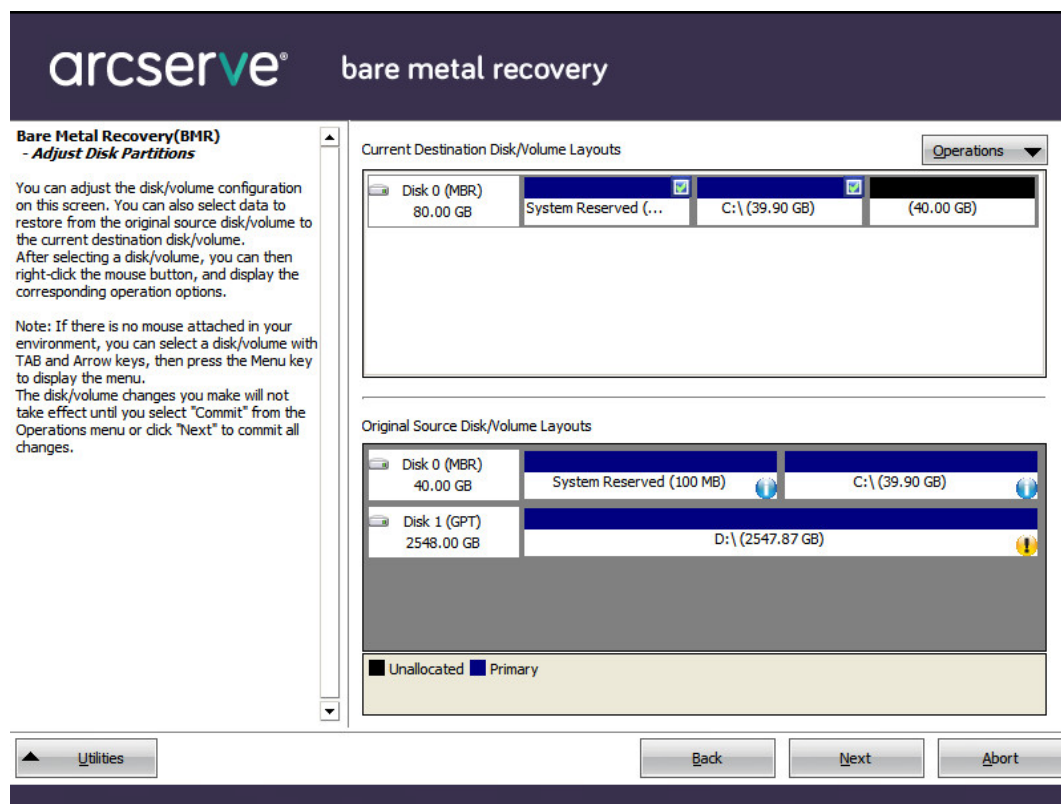 arcserve® bare metal recovery
Bare Metal Recovery(BMR)
- Adjust Disk Partitions
You can adjust the disk/volume configuration
on this screen. You can also select data to
restore from the original source disk/volume to
the current destination disk/volume.
After selecting a disk/volume, you can then
right-click the mouse button, and display the
corresponding operation options.
Note: If there is no mouse attached in your
environment, you can select a disk/volume with
TAB and Arrow keys, then press the Menu key
to display the menu.
The disk/volume changes you make will not
take effect until you select "Commit" from the
Operations menu or click "Next" to commit all
changes.
Current Destination Disk/Volume Layouts
Operations
Disk 0 (MBR)
80.00 GB
System Reserved (...
C:\ (39.90 GB)
(40.00 GB)
Original Source Disk/Volume Layouts
Disk 0 (MBR)
40.00 GB
System Reserved (100 MB)
C:\ (39.90 GB)
Disk 1 (GPT)
2548.00 GB
D:\ (2547.87 GB)
Unallocated Primary
Utilities
Back
Next
Abort